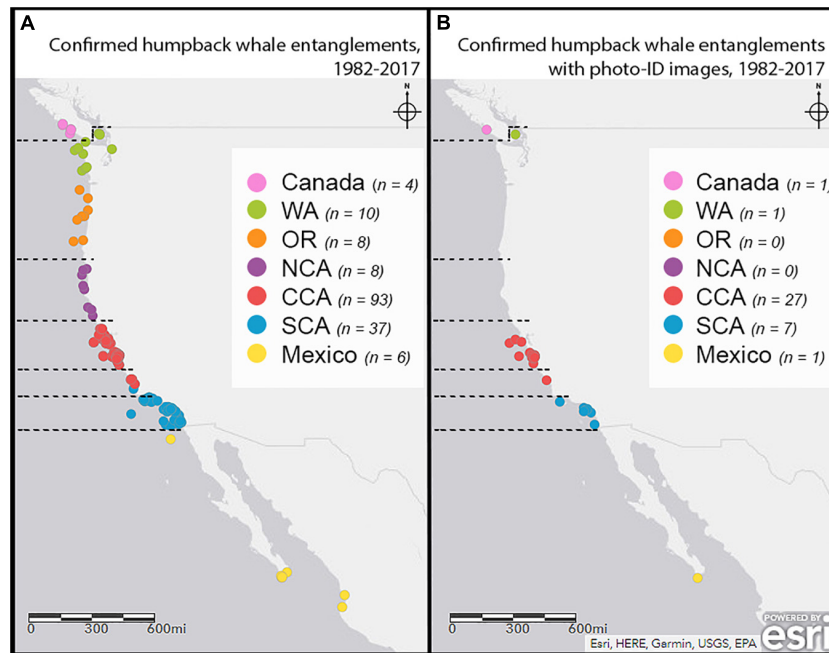 A
Confirmed humpback whale entanglements,
1982-2017
N
Canada (n = 4)
WA (n = 10)
OR (n = 8)
NCA (n = 8)
CCA (n = 93)
SCA (n = 37)
Mexico (n = 6)
0 300 600mi
B
Confirmed humpback whale entanglements
with photo-ID images, 1982-2017
N
Canada (n = 1)
WA (n = 1)
OR (n = 0)
NCA (n = 0)
CCA (n = 27)
SCA (n = 7)
Mexico (n = 1)
0 300 600mi
POWERED BY
esri
Esri, HERE, Garmin, USGS, EPA